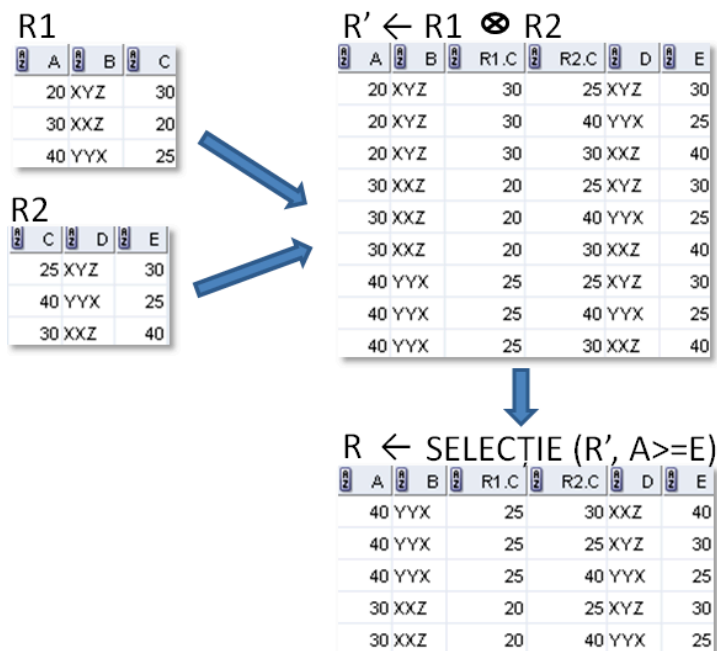 R1
A B C
20 XYZ 30
30 XXZ 20
40 YYX 25
R2
C D E
25 XYZ 30
40 YYX 25
30 XXZ 40
R’ ← R1 ⊗ R2
A B R1.C R2.C D E
20 XYZ 30 25 XYZ 30
20 XYZ 30 40 YYX 25
20 XYZ 30 30 XXZ 40
30 XXZ 20 25 XYZ 30
30 XXZ 20 40 YYX 25
30 XXZ 20 30 XXZ 40
40 YYX 25 25 XYZ 30
40 YYX 25 40 YYX 25
40 YYX 25 30 XXZ 40
R ← SELECȚIE (R’, A>=E)
A B R1.C R2.C D E
40 YYX 25 30 XXZ 40
40 YYX 25 25 XYZ 30
40 YYX 25 40 YYX 25
30 XXZ 20 25 XYZ 30
30 XXZ 20 40 YYX 25